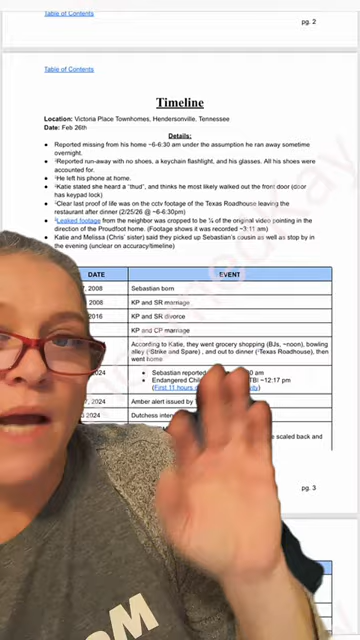 pg. 2
Table of Contents
Timeline
Location: Victoria Place Townhomes, Hendersonville, Tennessee
Date: Feb 26th
Details:
Reported missing from his home ~6-6:30 am under the assumption he ran away sometime
overnight.
Reported run-away with no shoes, a keychain flashlight, and his glasses. All his shoes were
accounted for.
He left his phone at home.
Katie stated she heard a "thud", and thinks he most likely walked out the front door (door
has keypad lock)
Clear last proof of life was on the cctv footage of the Texas Roadhouse leaving the
restaurant after dinner (2/25/26 @ ~6-6:30pm)
Leaked footage from the neighbor was cropped to be ¼ of the original video pointing in the
direction of the Proudfoot home. (Footage shows it was recorded ~3:11 am)
Katie and Melissa (Chris' sister) said they picked up Sebastian's cousin as well as stop by in
the evening (unclear on accuracy/timeline)
DATE EVENT
, 2008 Sebastian born
2008 KP and SR marriage
2016 KP and SR divorce
KP and CP marriage
According to Katie, they went grocery shopping (BJs, ~noon), bowling
alley (Strike and Spare), and out to dinner (Texas Roadhouse), then
went home
2024 Sebastian reported am
Endangered Chil TBI ~12:17 pm
(First 11 hours
, 2024 Amber alert issued by
2024 Dutchess inter
e scaled back and
pg. 3
Table of Contents
OM